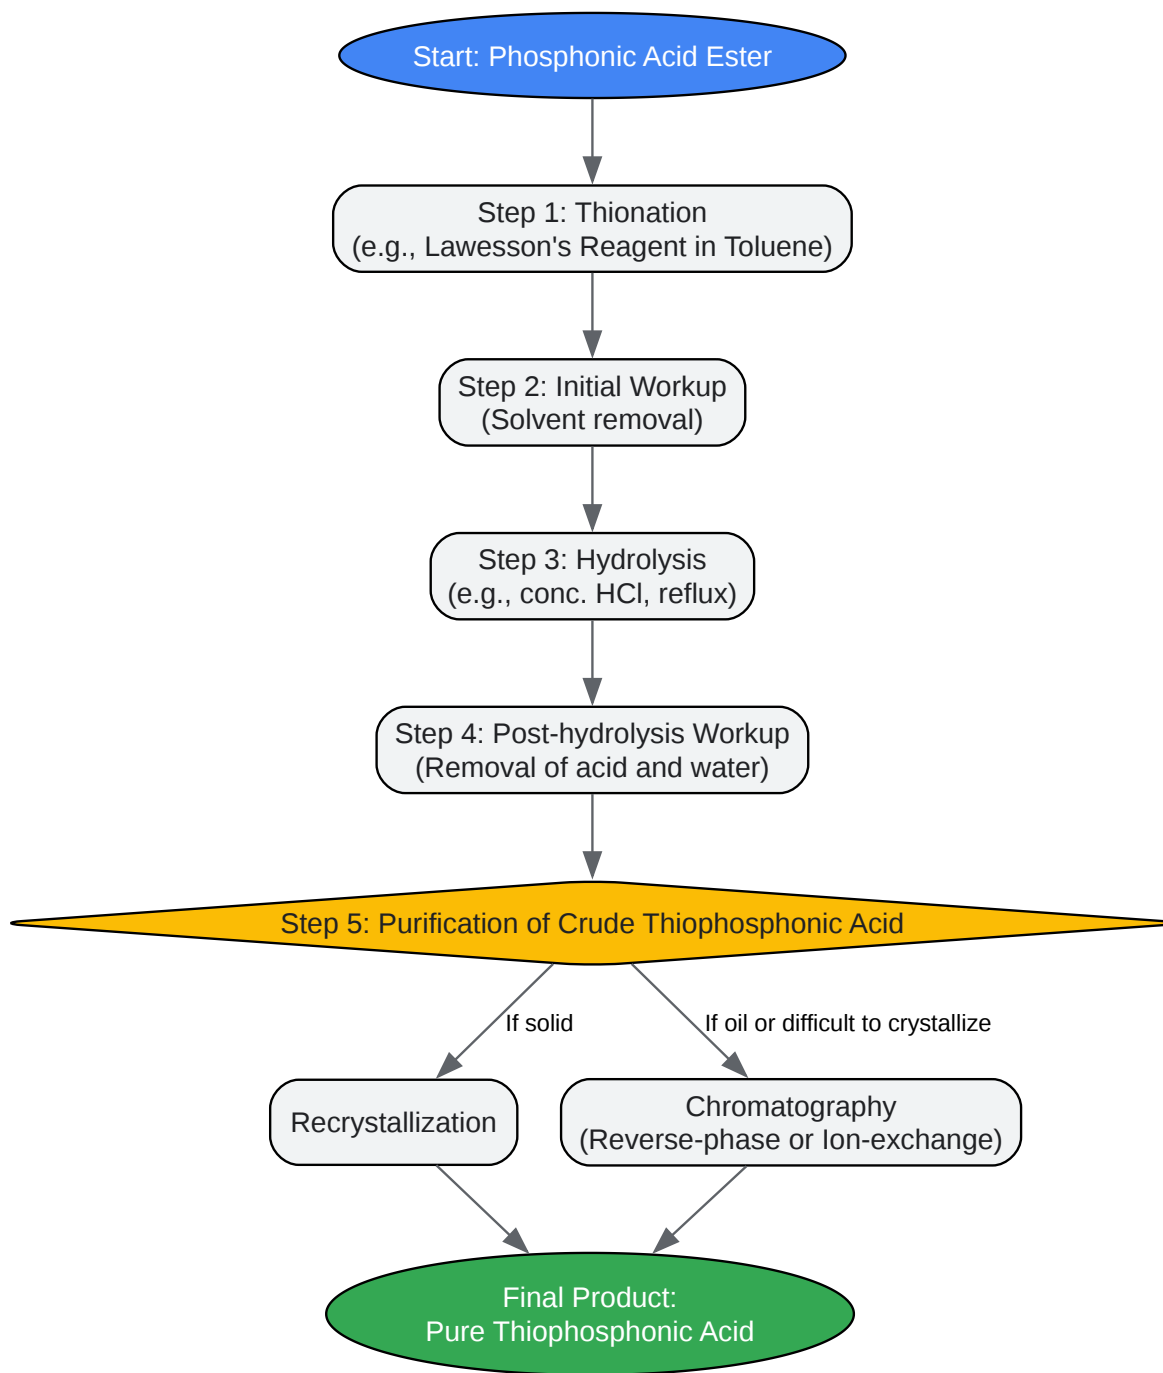 Start: Phosphonic Acid Ester
Step 1: Thionation
(e.g., Lawesson's Reagent in Toluene)
Step 2: Initial Workup
(Solvent removal)
Step 3: Hydrolysis
(e.g., conc. HCl, reflux)
Step 4: Post-hydrolysis Workup
(Removal of acid and water)
Step 5: Purification of Crude Thiophosphonic Acid
If solid
If oil or difficult to crystallize
Recrystallization
Chromatography
(Reverse-phase or Ion-exchange)
Final Product:
Pure Thiophosphonic Acid